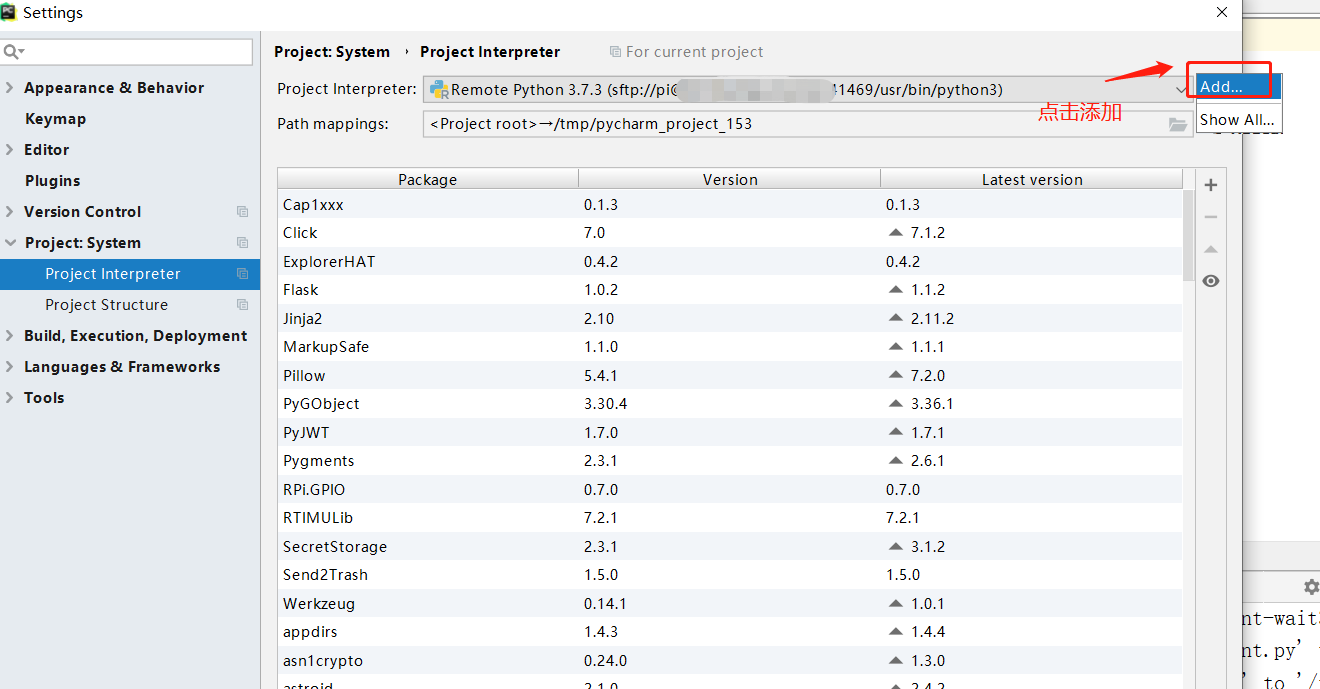 Settings
Project: System › Project Interpreter For current project
Appearance & Behavior
Keymap
Editor
Plugins
Version Control
Project: System
Project Interpreter
Project Structure
Build, Execution, Deployment
Languages & Frameworks
Tools
Project Interpreter: Remote Python 3.7.3 (sftp://pi@ 41469/usr/bin/python3)
Add...
点击添加
Show All...
Path mappings: <Project root>→/tmp/pycharm_project_153
Package Version Latest version
Cap1xxx 0.1.3 0.1.3
Click 7.0 7.1.2
ExplorerHAT 0.4.2 0.4.2
Flask 1.0.2 1.1.2
Jinja2 2.10 2.11.2
MarkupSafe 1.1.0 1.1.1
Pillow 5.4.1 7.2.0
PyGObject 3.30.4 3.36.1
PyJWT 1.7.0 1.7.1
Pygments 2.3.1 2.6.1
RPi.GPIO 0.7.0 0.7.0
RTIMULib 7.2.1 7.2.1
SecretStorage 2.3.1 3.1.2
Send2Trash 1.5.0 1.5.0
Werkzeug 0.14.1 1.0.1
appdirs 1.4.3 1.4.4
asn1crypto 0.24.0 1.3.0
astroid 2.1.0 2.4.2
nt-wait
nt.py'
' to '/